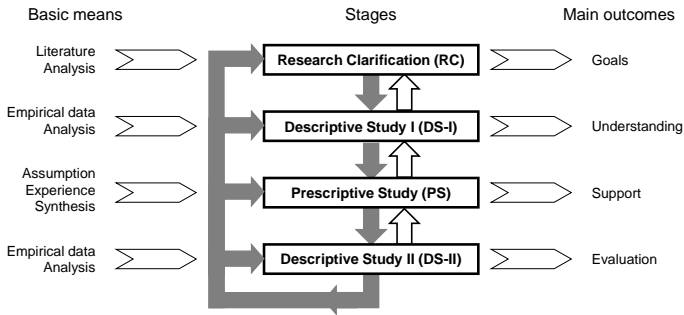 Basic means
Stages
Main outcomes
Literature
Analysis
Research Clarification (RC)
Goals
Empirical data
Analysis
Descriptive Study I (DS-I)
Understanding
Assumption
Experience
Synthesis
Prescriptive Study (PS)
Support
Empirical data
Analysis
Descriptive Study II (DS-II)
Evaluation